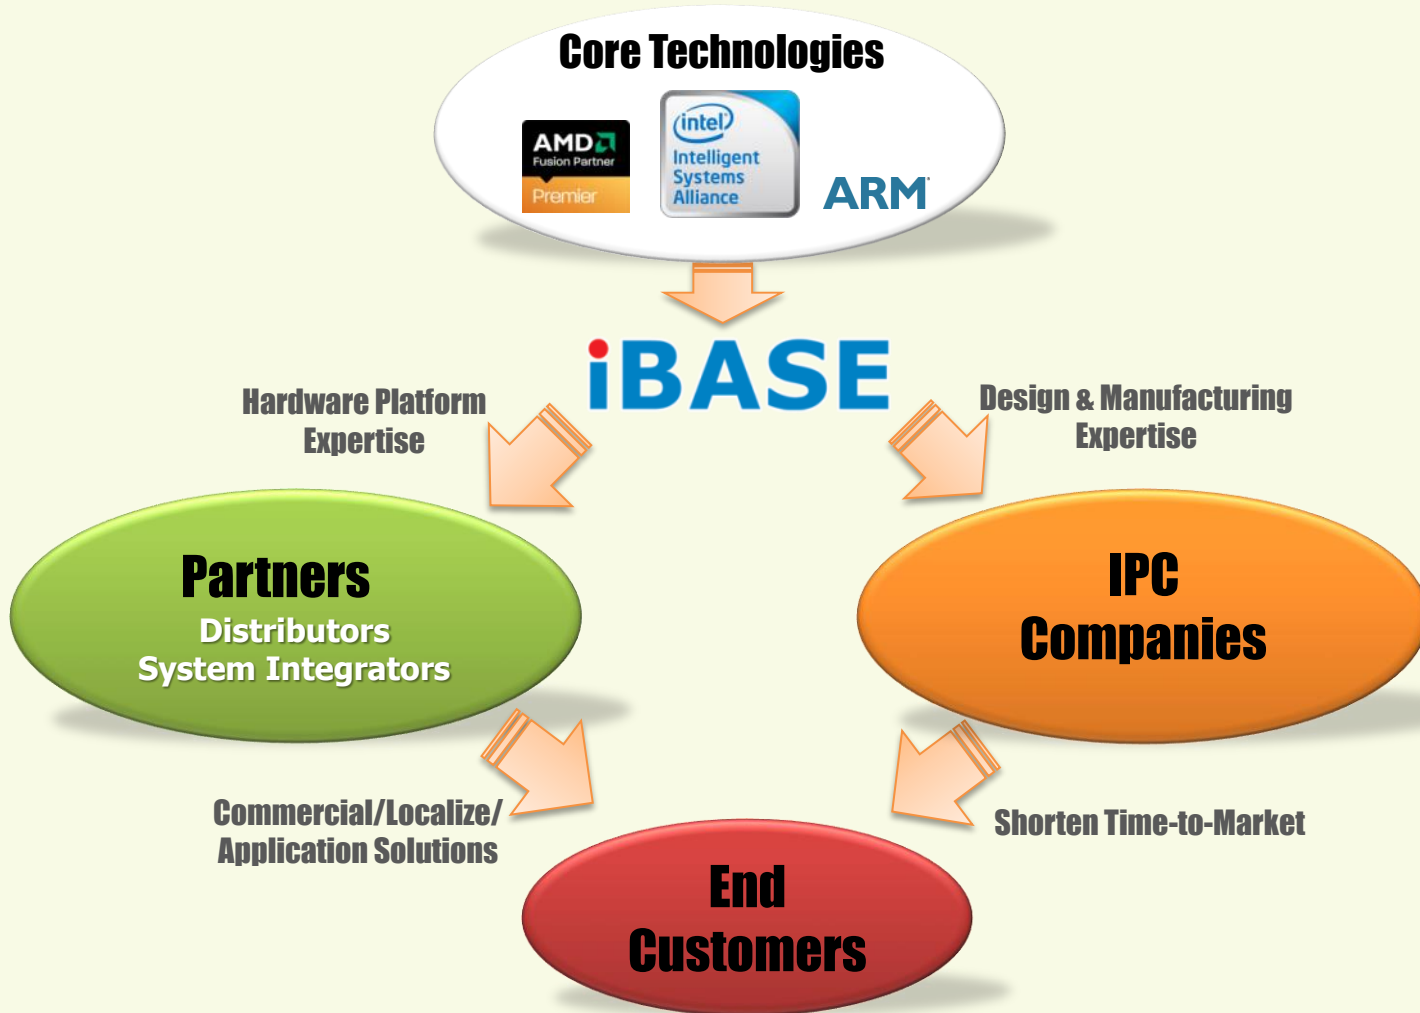 Core Technologies
AMD
Fusion Partner
Premier
intel
Intelligent
Systems
Alliance
ARM
iBASE
Hardware Platform
Expertise
Design & Manufacturing
Expertise
Partners
Distributors
System Integrators
IPC
Companies
Commercial/Localize/
Application Solutions
Shorten Time-to-Market
End
Customers